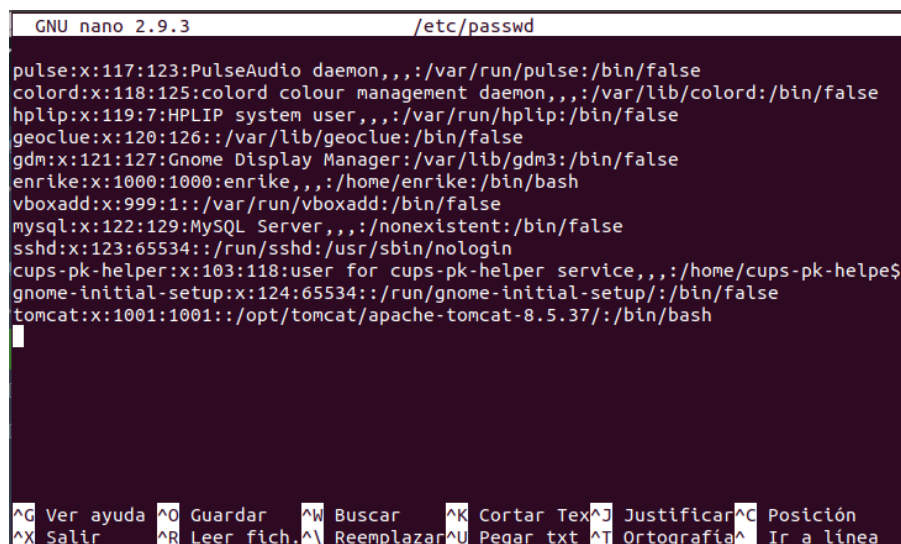 GNU nano 2.9.3 /etc/passwd
pulse:x:117:123:PulseAudio daemon,,,:/var/run/pulse:/bin/false
colord:x:118:125:colord colour management daemon,,,:/var/lib/colord:/bin/false
hplip:x:119:7:HPLIP system user,,,:/var/run/hplip:/bin/false
geoclue:x:120:126::/var/lib/geoclue:/bin/false
gdm:x:121:127:Gnome Display Manager:/var/lib/gdm3:/bin/false
enrike:x:1000:1000:enrike,,,:/home/enrike:/bin/bash
vboxadd:x:999:1::/var/run/vboxadd:/bin/false
mysql:x:122:129:MySQL Server,,,:/nonexistent:/bin/false
sshd:x:123:65534::/run/sshd:/usr/sbin/nologin
cups-pk-helper:x:103:118:user for cups-pk-helper service,,,:/home/cups-pk-helpe$
gnome-initial-setup:x:124:65534::/run/gnome-initial-setup/:/bin/false
tomcat:x:1001:1001::/opt/tomcat/apache-tomcat-8.5.37/:/bin/bash
^G Ver ayuda ^O Guardar ^W Buscar ^K Cortar Tex^J Justificar^C Posición
^X Salir ^R Leer fich.^\ Reemplazar^U Pegar txt ^T Ortografía^ Ir a línea